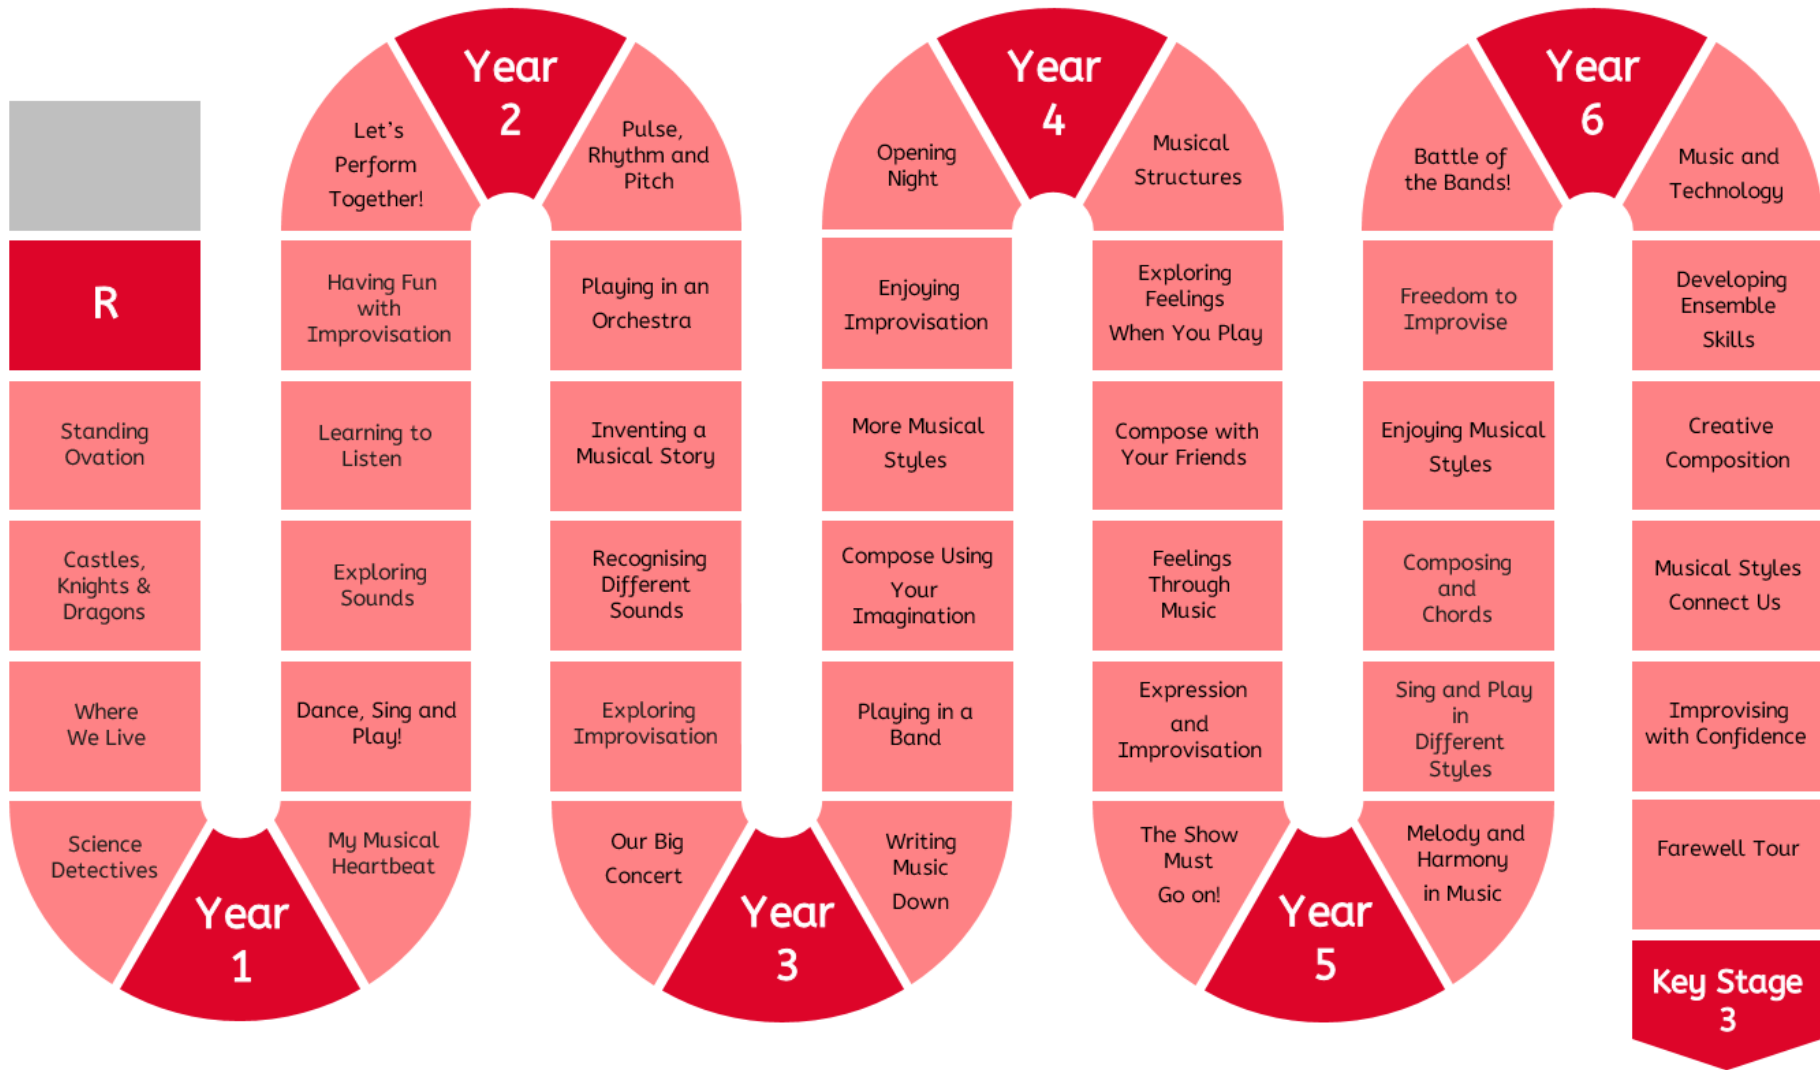 R
Standing
Ovation
Castles,
Knights &
Dragons
Where
We Live
Science
Detectives
Year
1
My Musical
Heartbeat
Dance, Sing and
Play!
Exploring
Sounds
Learning to
Listen
Having Fun
with
Improvisation
Let's
Perform
Together!
Year
2
Pulse,
Rhythm and
Pitch
Playing in an
Orchestra
Inventing a
Musical Story
Recognising
Different
Sounds
Exploring
Improvisation
Our Big
Concert
Year
3
Writing
Music
Down
Playing in a
Band
Compose Using
Your
Imagination
More Musical
Styles
Enjoying
Improvisation
Opening
Night
Year
4
Musical
Structures
Exploring
Feelings
When You Play
Compose with
Your Friends
Feelings
Through
Music
Expression
and
Improvisation
The Show
Must
Go on!
Year
5
Melody and
Harmony
in Music
Sing and Play
in
Different
Styles
Composing
and
Chords
Enjoying Musical
Styles
Freedom to
Improvise
Battle of
the Bands!
Year
6
Music and
Technology
Developing
Ensemble
Skills
Creative
Composition
Musical Styles
Connect Us
Improvising
with Confidence
Farewell Tour
Key Stage
3